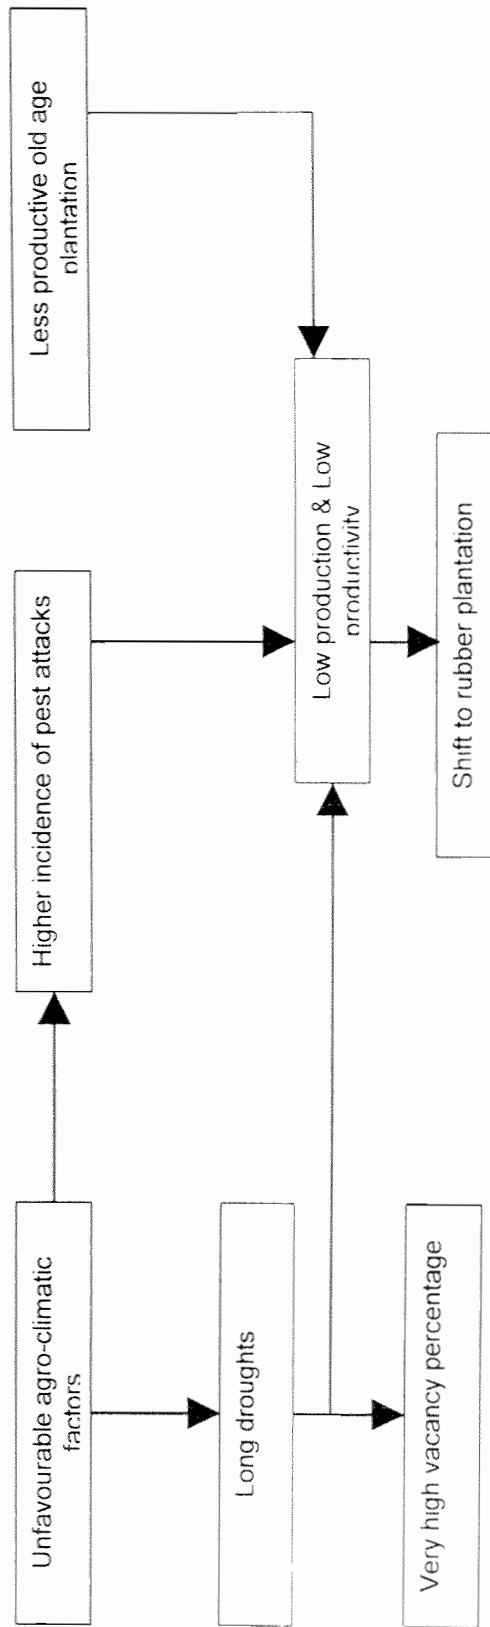 Unfavourable agro-climatic
factors
Higher incidence of pest attacks
Less productive old age
plantation
Long droughts
Low production & Low
productivity
Very high vacancy percentage
Shift to rubber plantation